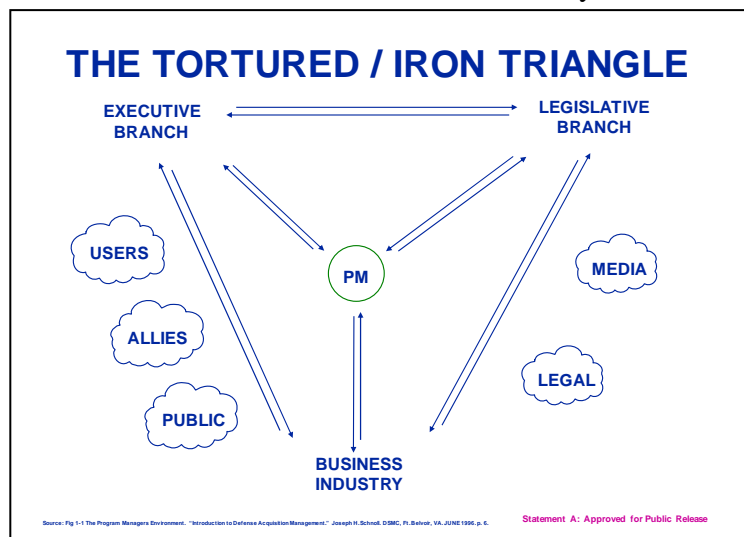 THE TORTURED / IRON TRIANGLE
EXECUTIVE
BRANCH
LEGISLATIVE
BRANCH
USERS
PM
MEDIA
ALLIES
LEGAL
PUBLIC
BUSINESS
INDUSTRY
Source: Fig 1-1 The Program Managers Environment. "Introduction to Defense Acquisition Management." Joseph H. Schnoll. DSMC, Ft. Belvoir, VA. JUNE 1996. p. 6.
Statement A: Approved for Public Release